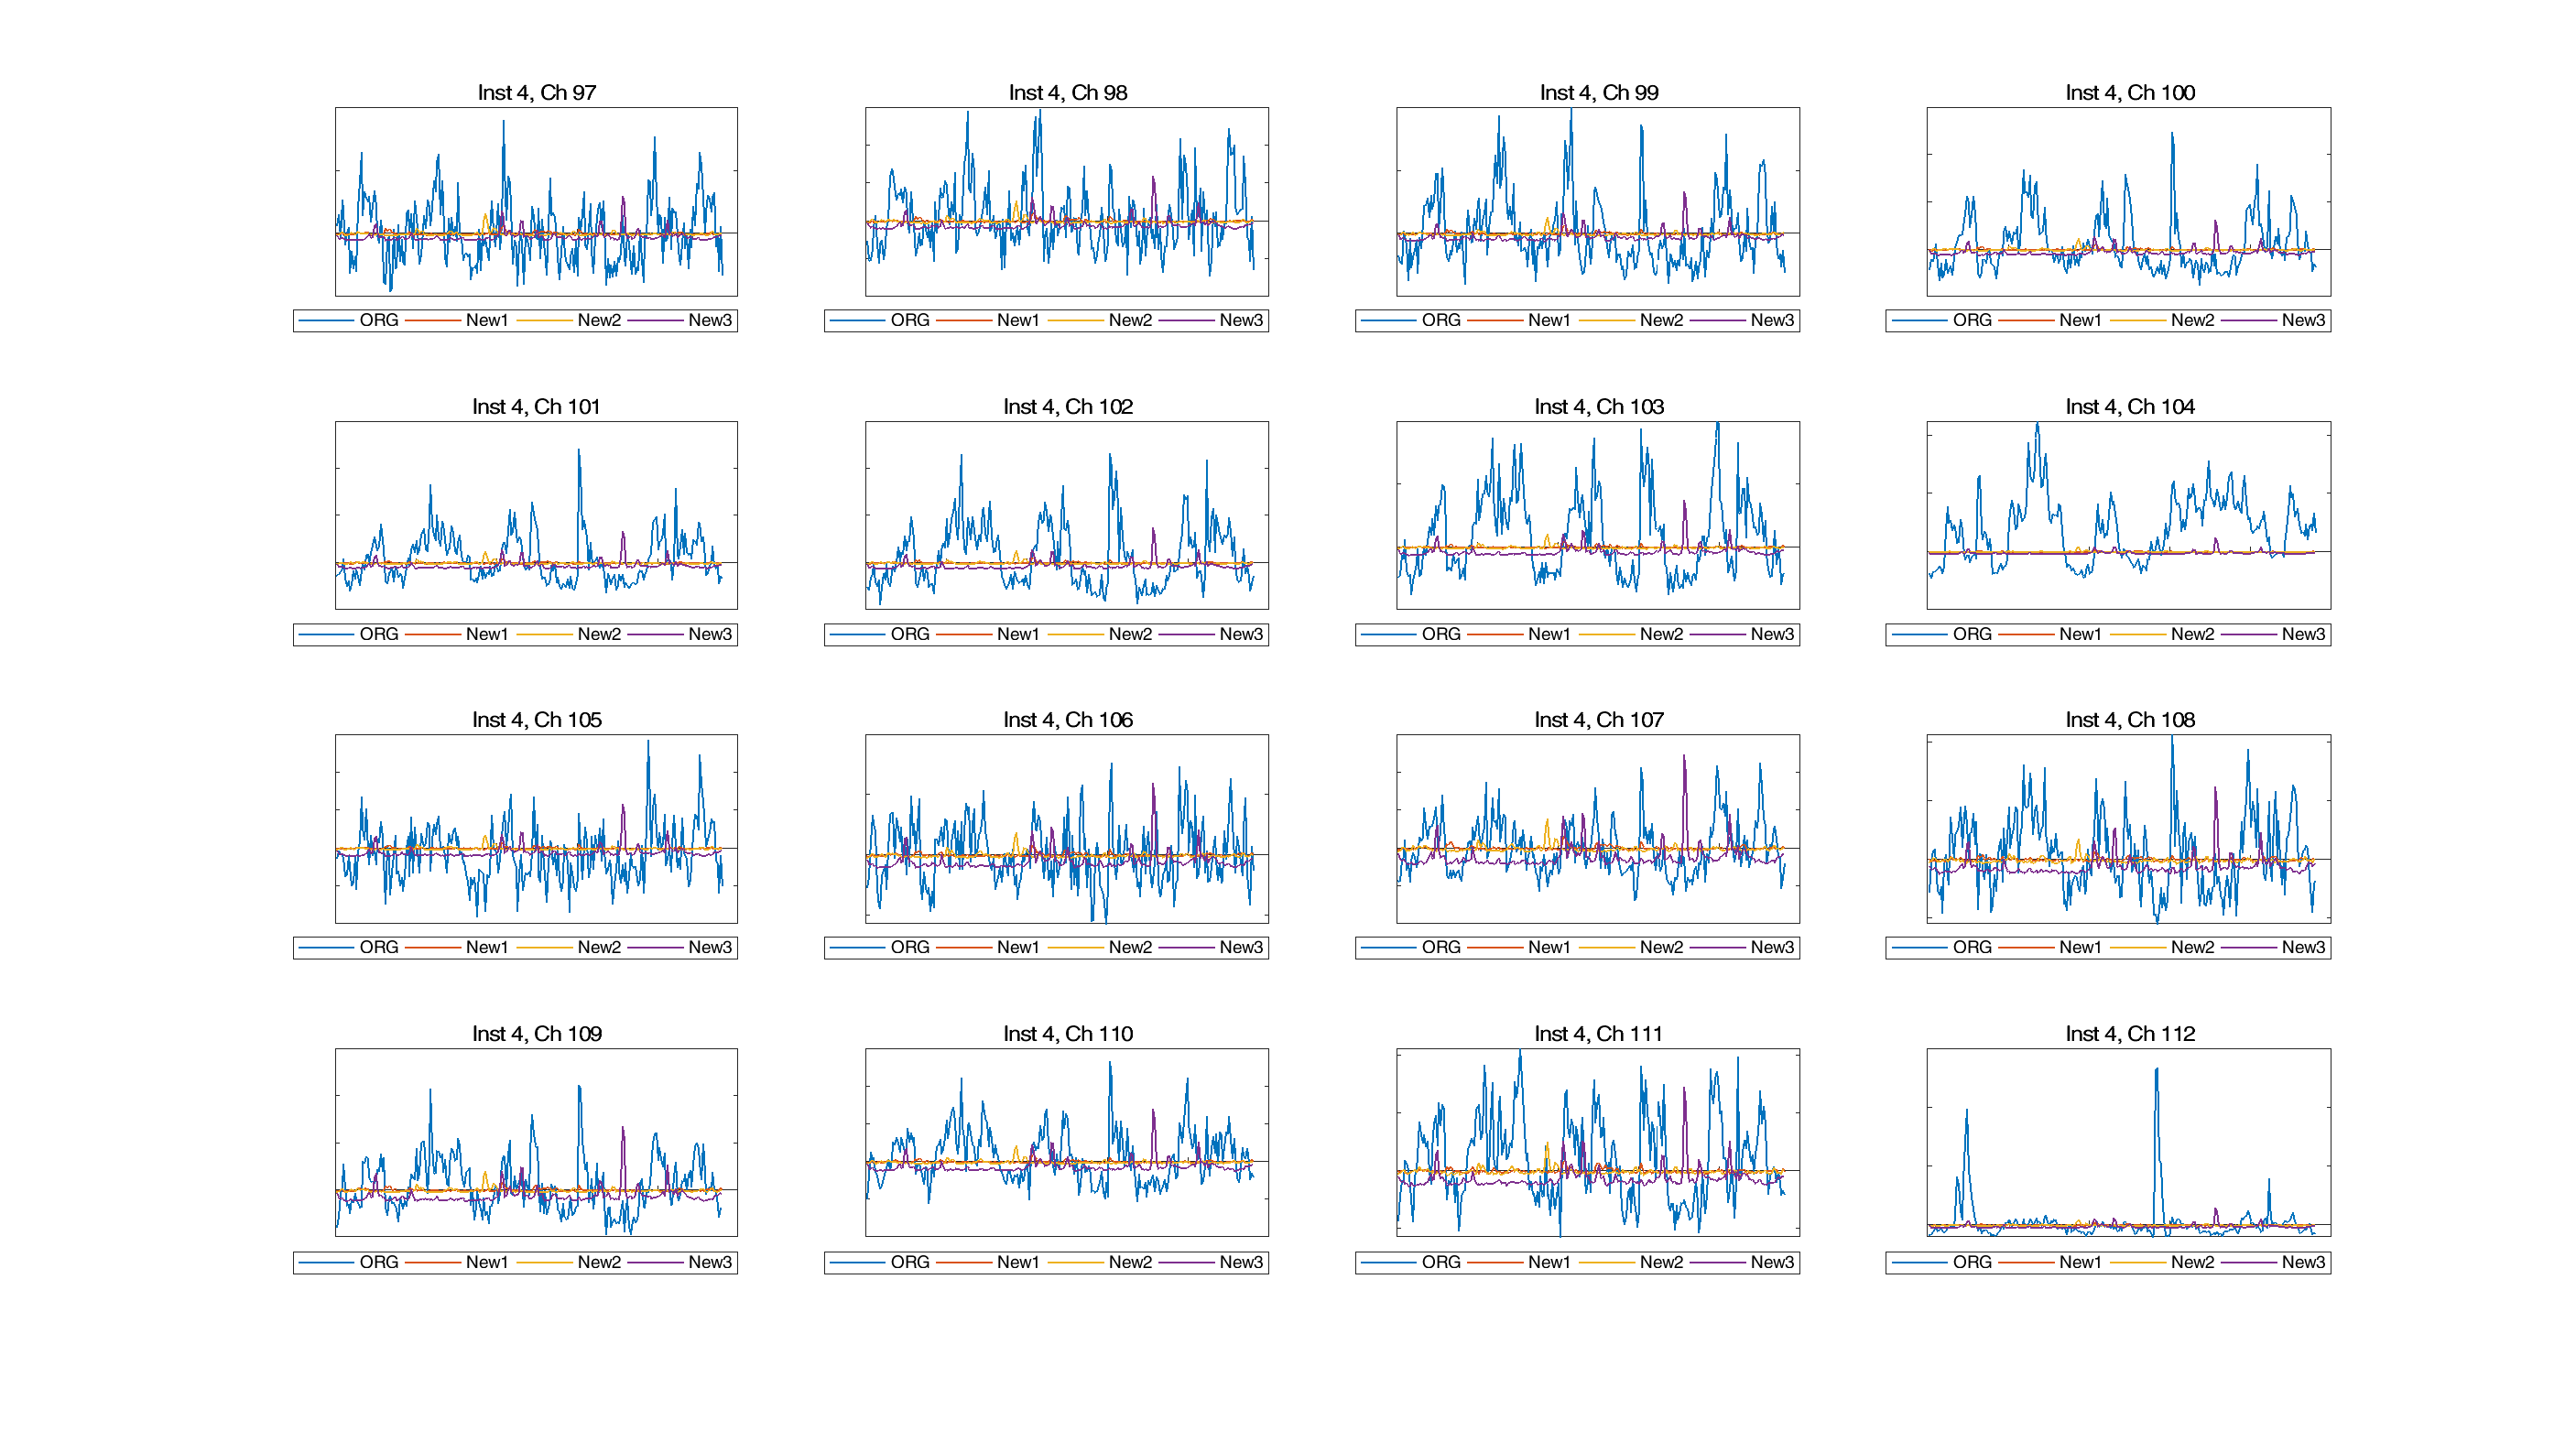 Inst 4, Ch 97
Inst 4, Ch 98
Inst 4, Ch 99
Inst 4, Ch 100
ORG New1 New2 New3
ORG New1 New2 New3
ORG New1 New2 New3
ORG New1 New2 New3
Inst 4, Ch 101
Inst 4, Ch 102
Inst 4, Ch 103
Inst 4, Ch 104
ORG New1 New2 New3
ORG New1 New2 New3
ORG New1 New2 New3
ORG New1 New2 New3
Inst 4, Ch 105
Inst 4, Ch 106
Inst 4, Ch 107
Inst 4, Ch 108
ORG New1 New2 New3
ORG New1 New2 New3
ORG New1 New2 New3
ORG New1 New2 New3
Inst 4, Ch 109
Inst 4, Ch 110
Inst 4, Ch 111
Inst 4, Ch 112
ORG New1 New2 New3
ORG New1 New2 New3
ORG New1 New2 New3
ORG New1 New2 New3